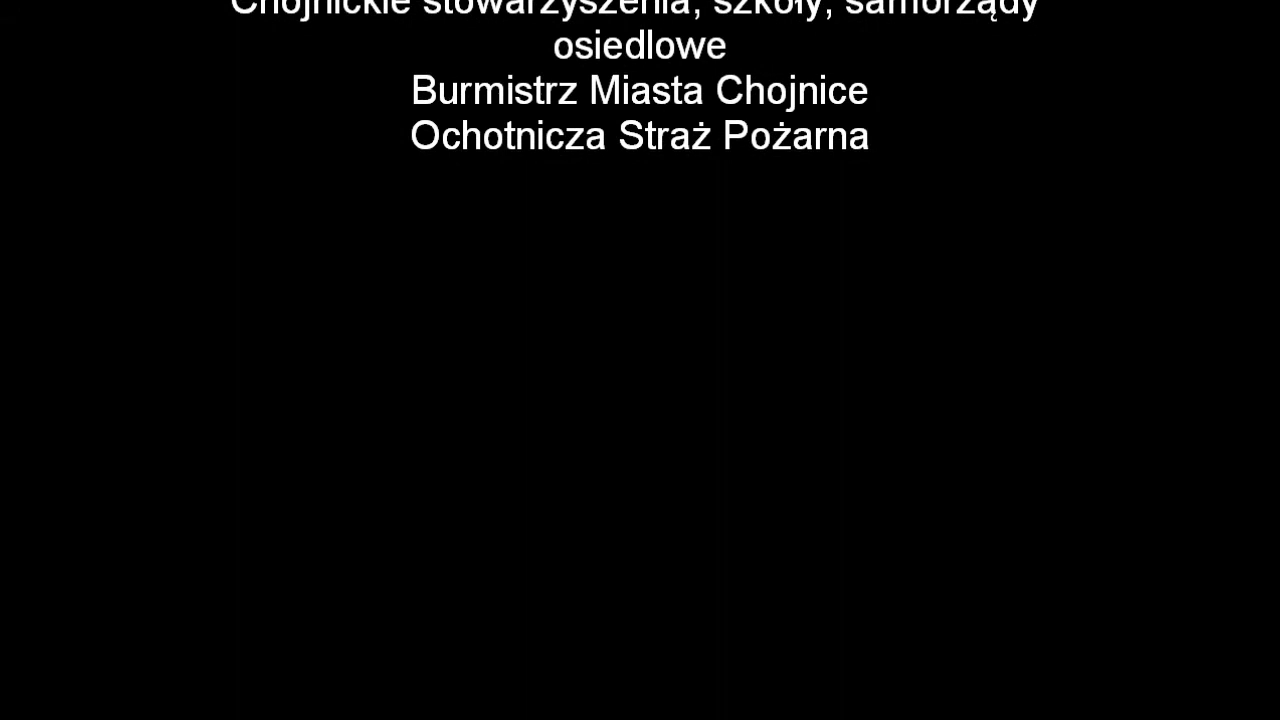 Chojnickie stowarzyszenia, szkoły, samorządy
osiedlowe
Burmistrz Miasta Chojnice
Ochotnicza Straż Pożarna